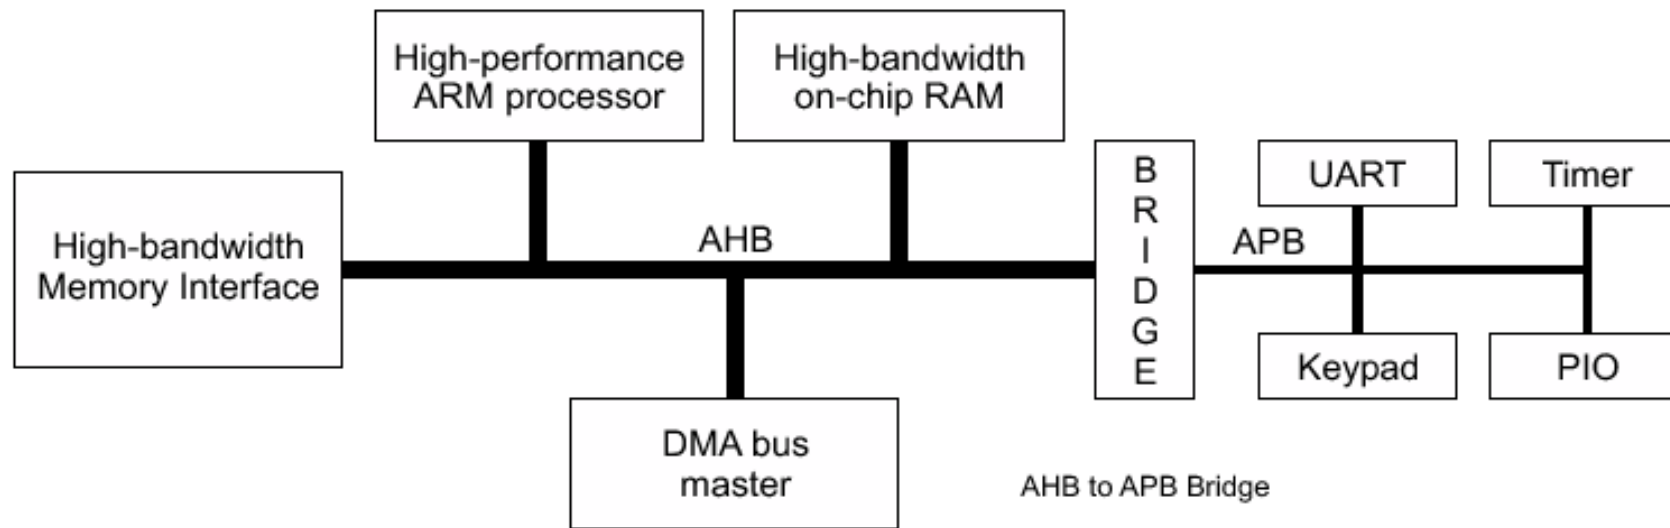 High-performance
ARM processor
High-bandwidth
on-chip RAM
High-bandwidth
Memory Interface
AHB
B
R
I
D
G
E
APB
UART
Timer
Keypad
PIO
DMA bus
master
AHB to APB Bridge